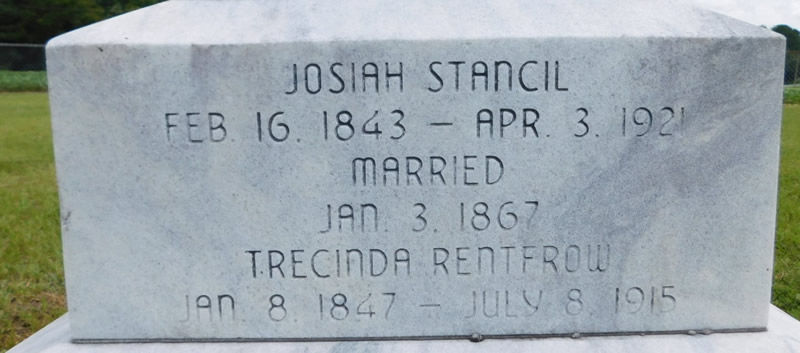 JOSIAH STANCIL
FEB. 16. 1843 – APR. 3. 1921
MARRIED
JAN. 3. 1867
T.RECINDA RENTFROW
JAN. 8. 1847 – JULY 8. 1915